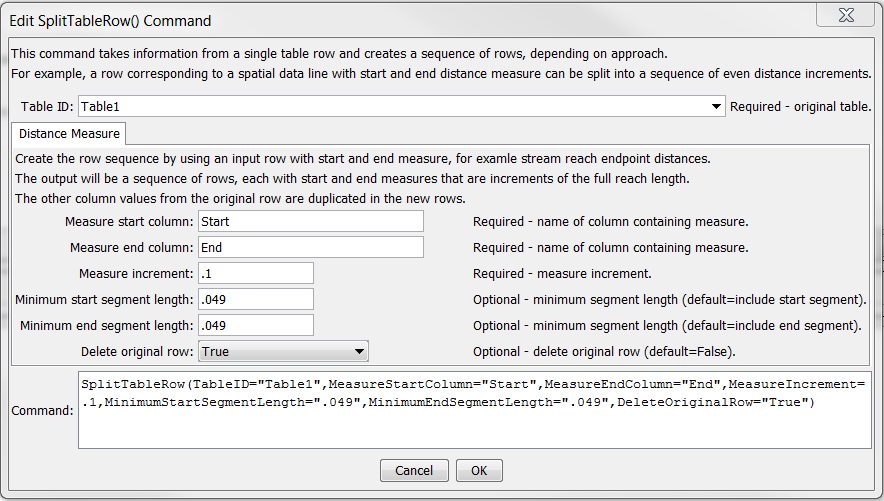 Edit SplitTableRow() Command
This command takes information from a single table row and creates a sequence of rows, depending on approach.
For example, a row corresponding to a spatial data line with start and end distance measure can be split into a sequence of even distance increments.
Table ID: Table1 Required - original table.
Distance Measure
Create the row sequence by using an input row with start and end measure, for examle stream reach endpoint distances.
The output will be a sequence of rows, each with start and end measures that are increments of the full reach length.
The other column values from the original row are duplicated in the new rows.
Measure start column: Start Required - name of column containing measure.
Measure end column: End Required - name of column containing measure.
Measure increment: .1 Required - measure increment.
Minimum start segment length: .049 Optional - minimum segment length (default=include start segment).
Minimum end segment length: .049 Optional - minimum segment length (default=include end segment).
Delete original row: True Optional - delete original row (default=False).
Command: SplitTableRow(TableID="Table1",MeasureStartColumn="Start",MeasureEndColumn="End",MeasureIncrement=
.1,MinimumStartSegmentLength=".049",MinimumEndSegmentLength=".049",DeleteOriginalRow="True")
Cancel OK